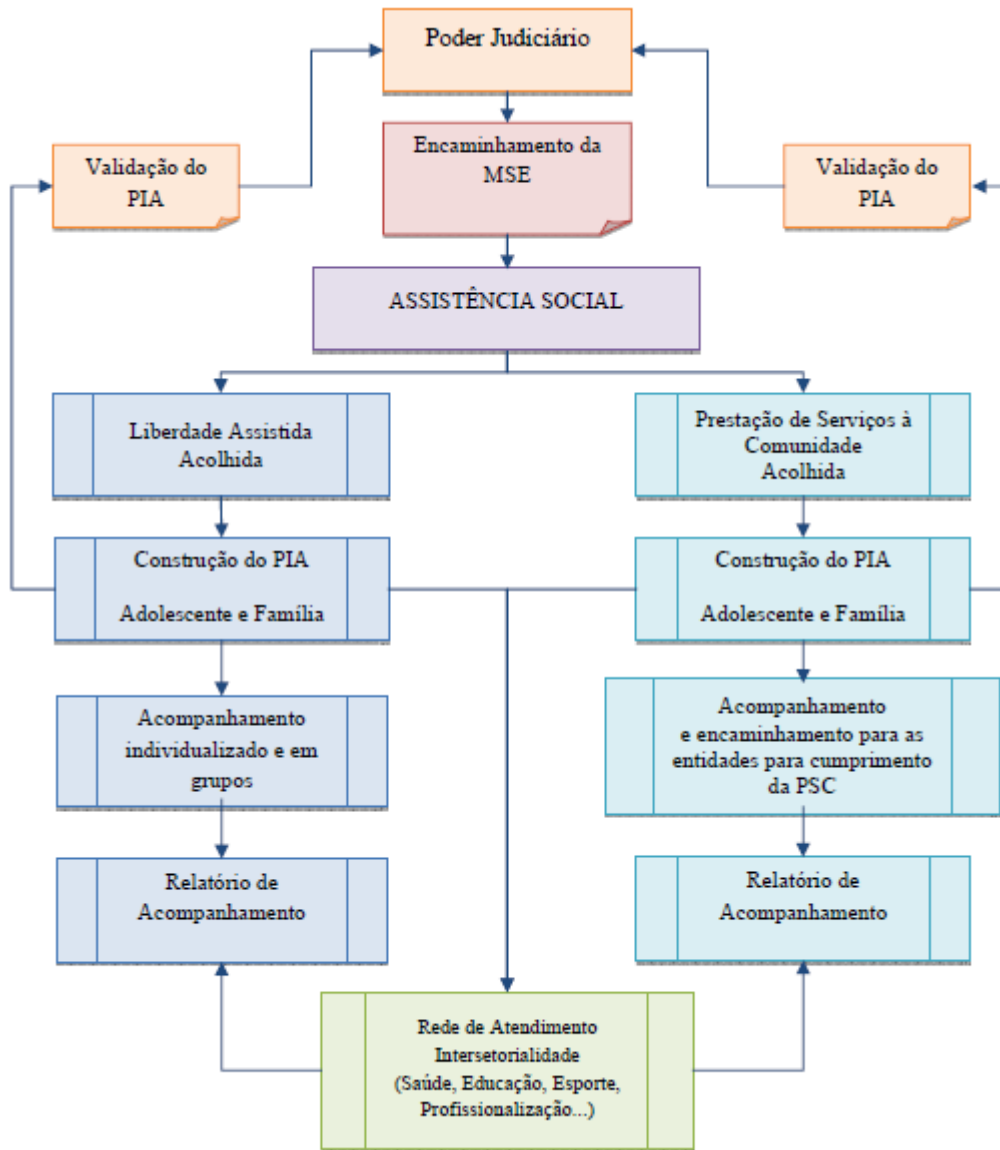 Poder Judiciário
Encaminhamento da
MSE
Validação do
PIA
Validação do
PIA
ASSISTÊNCIA SOCIAL
Liberdade Assistida
Acolhida
Prestação de Serviços à
Comunidade
Acolhida
Construção do PIA
Adolescente e Família
Construção do PIA
Adolescente e Família
Acompanhamento
individualizado e em
grupos
Acompanhamento
e encaminhamento para as
entidades para cumprimento
da PSC
Relatório de
Acompanhamento
Relatório de
Acompanhamento
Rede de Atendimento
Intersetorialidade
(Saúde, Educação, Esporte,
Profissionalização...)